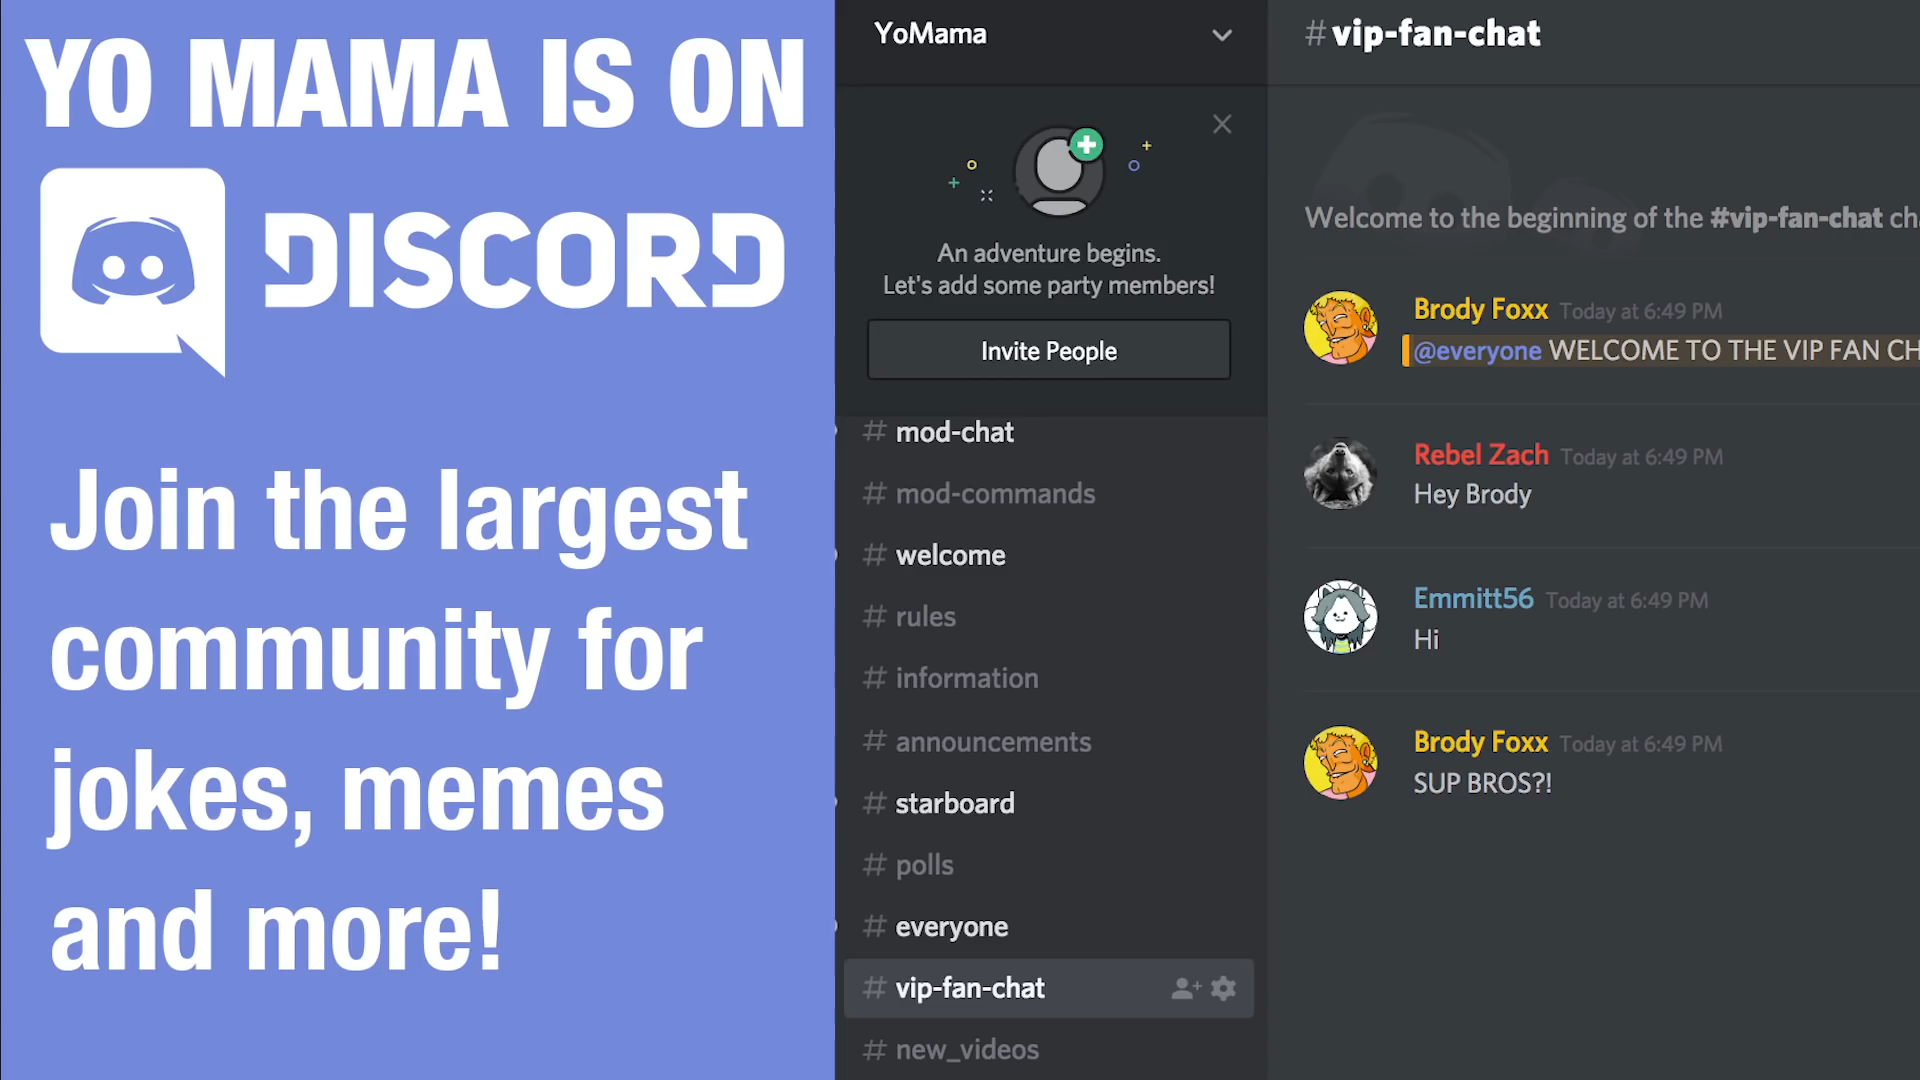 YO MAMA IS ON
DISCORD
Join the largest
community for
jokes, memes
and more!
YoMama
An adventure begins.
Let's add some party members!
Invite People
# mod-chat
# mod-commands
# welcome
# rules
# information
# announcements
# starboard
# polls
# everyone
# vip-fan-chat
# new_videos
# vip-fan-chat
Welcome to the beginning of the #vip-fan-chat ch
Brody Foxx Today at 6:49 PM
@everyone WELCOME TO THE VIP FAN CH
Rebel Zach Today at 6:49 PM
Hey Brody
Emmitt56 Today at 6:49 PM
Hi
Brody Foxx Today at 6:49 PM
SUP BROS?!